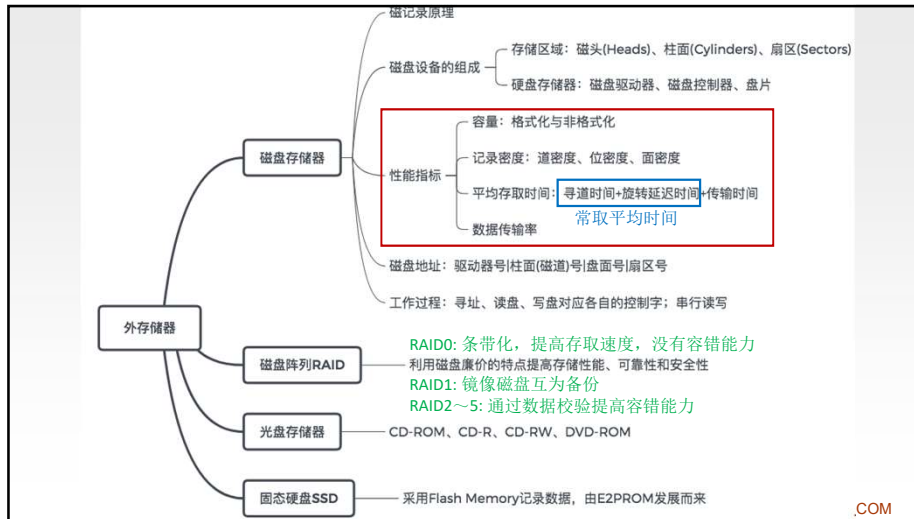 磁记录原理
存储区域：磁头(Heads)、柱面(Cylinders)、扇区(Sectors)
磁盘设备的组成
硬盘存储器：磁盘驱动器、磁盘控制器、盘片
容量：格式化与非格式化
磁盘存储器
记录密度：道密度、位密度、面密度
性能指标
平均存取时间：寻道时间+旋转延迟时间+传输时间
常取平均时间
数据传输率
磁盘地址：驱动器号|柱面(磁道)号|盘面号|扇区号
工作过程：寻址、读盘、写盘对应各自的控制字；串行读写
外存储器
RAID0: 条带化，提高存取速度，没有容错能力
磁盘阵列RAID
利用磁盘廉价的特点提高存储性能、可靠性和安全性
RAID1: 镜像磁盘互为备份
RAID2～5: 通过数据校验提高容错能力
光盘存储器
CD-ROM、CD-R、CD-RW、DVD-ROM
固态硬盘SSD
采用Flash Memory记录数据，由E2PROM发展而来
.COM